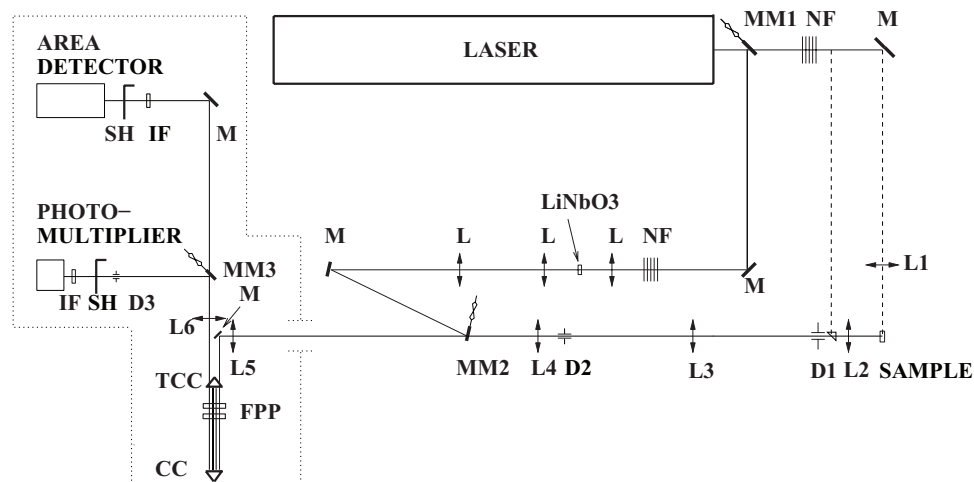 AREA
DETECTOR
LASER
MM1 NF
M
SH IF
M
LiNbO3
PHOTO−
MULTIPLIER
M
L
L
L
NF
L1
MM3
M
M
IF SH D3
L6
L5
MM2
L4 D2
L3
D1 L2 SAMPLE
TCC
FPP
CC